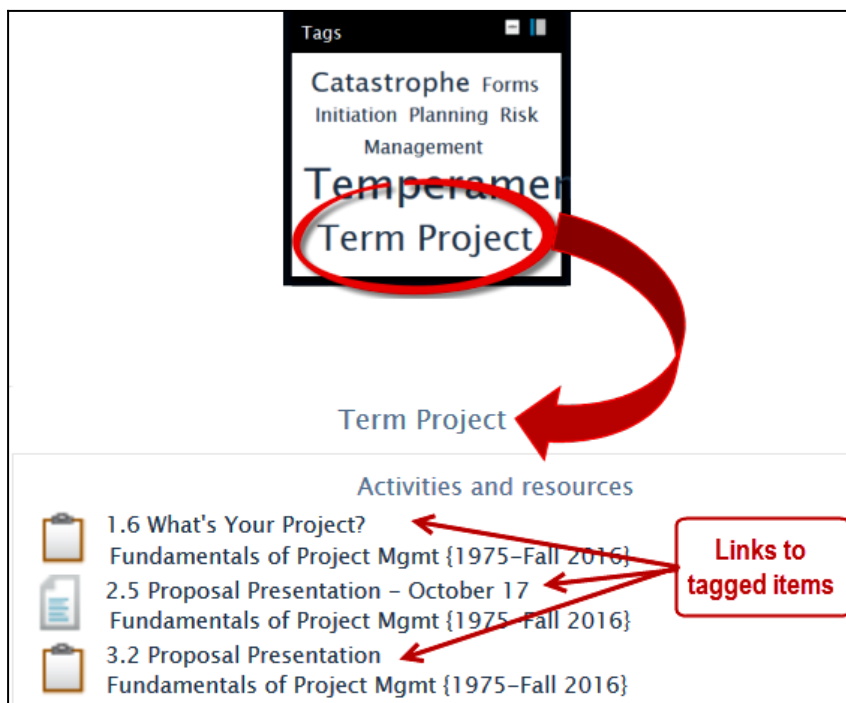 Tags
Catastrophe Forms
Initiation Planning Risk
Management
Temperamen
Term Project
Term Project
Activities and resources
1.6 What's Your Project?
Fundamentals of Project Mgmt {1975-Fall 2016}
2.5 Proposal Presentation - October 17
Fundamentals of Project Mgmt {1975-Fall 2016}
3.2 Proposal Presentation
Fundamentals of Project Mgmt {1975-Fall 2016}
Links to
tagged items